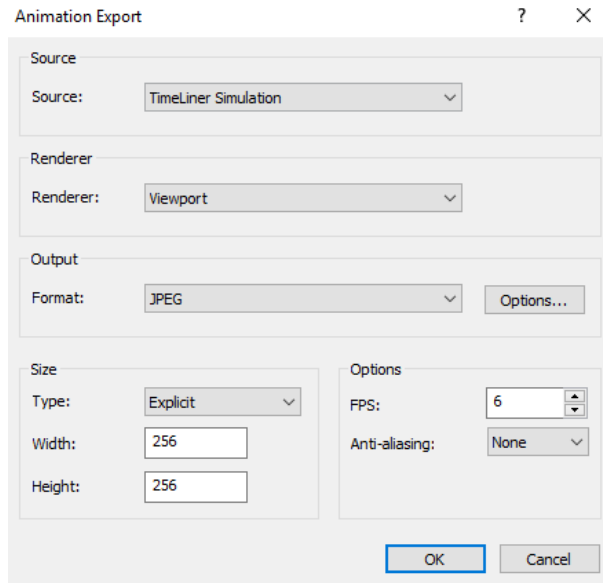 Animation Export ? ×
Source
Source: TimeLiner Simulation
Renderer
Renderer: Viewport
Output
Format: JPEG Options...
Size
Type: Explicit
Width: 256
Height: 256
Options
FPS: 6
Anti-aliasing: None
OK Cancel